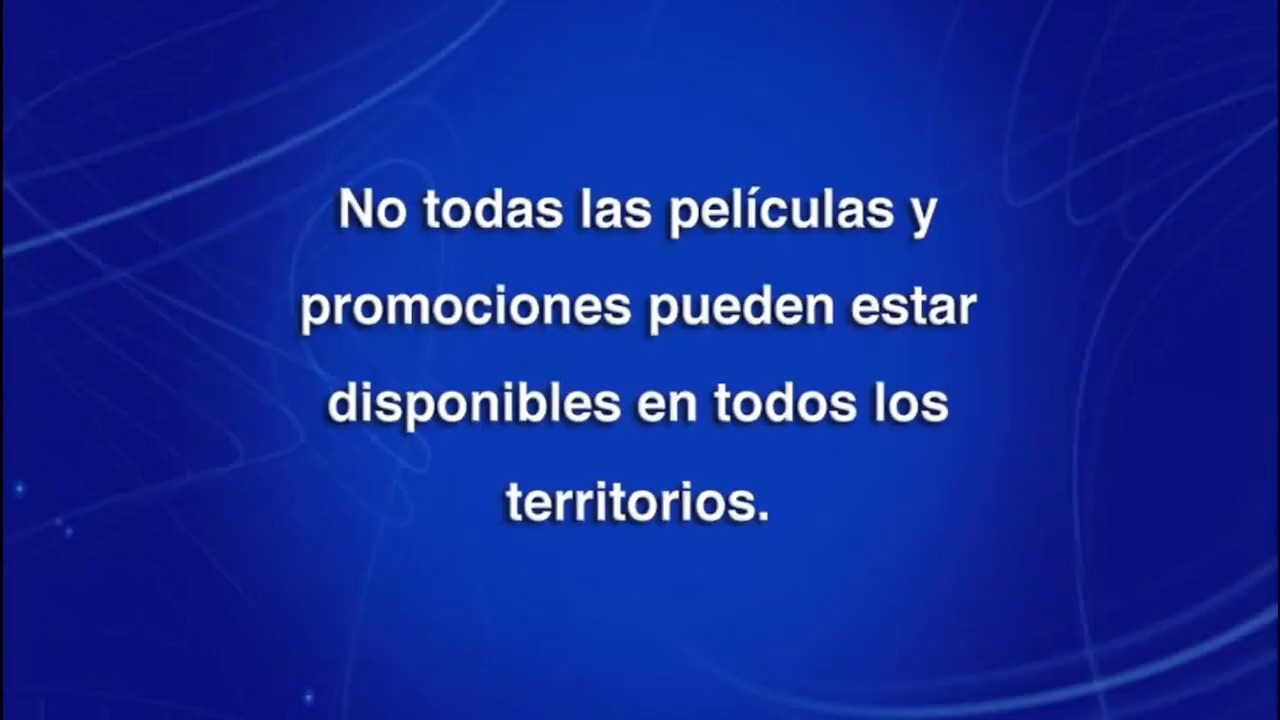 No todas las películas y
promociones pueden estar
disponibles en todos los
territorios.